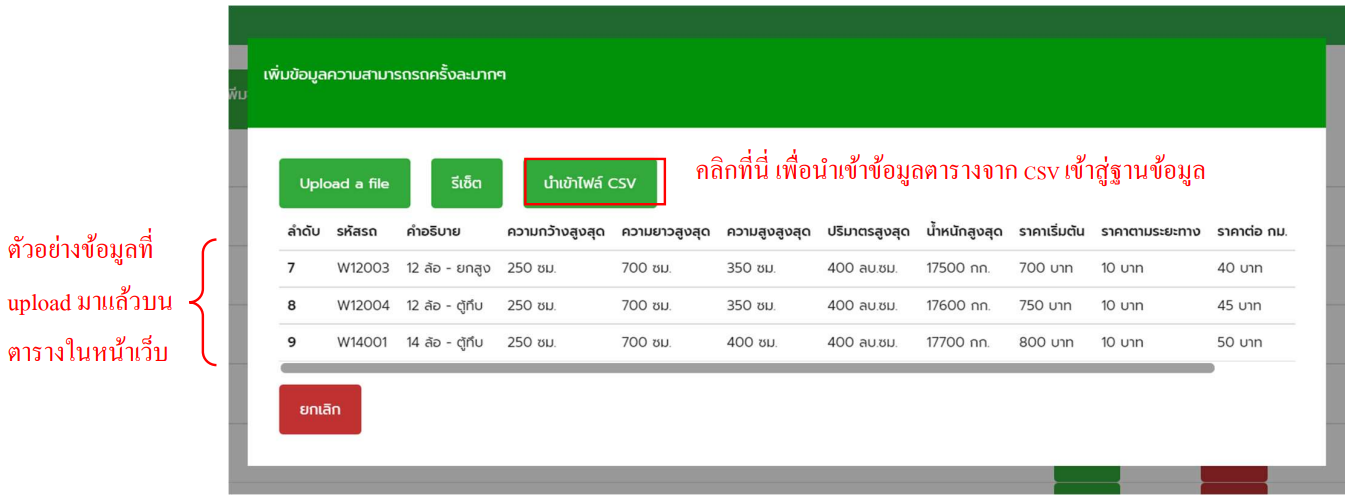 เพิ่มข้อมูลความสามารถรถครั้งละมากๆ
พิ่ม
Upload a file รีเซ็ต นำเข้าไฟล์ CSV คลิกที่นี่ เพื่อนำเข้าข้อมูลตารางจาก csv เข้าสู่ฐานข้อมูล
ลำดับ รหัสรถ คำอธิบาย ความกว้างสูงสุด ความยาวสูงสุด ความสูงสูงสุด ปริมาตรสูงสุด น้ำหนักสูงสุด ราคาเริ่มต้น ราคาตามระยะทาง ราคาต่อ กม.
7 W12003 12 ล้อ - ยกสูง 250 ซม. 700 ซม. 350 ซม. 400 ลบ.ซม. 17500 กก. 700 บาท 10 บาท 40 บาท
8 W12004 12 ล้อ - ตู้ทึบ 250 ซม. 700 ซม. 350 ซม. 400 ลบ.ซม. 17600 กก. 750 บาท 10 บาท 45 บาท
9 W14001 14 ล้อ - ตู้ทึบ 250 ซม. 700 ซม. 400 ซม. 400 ลบ.ซม. 17700 กก. 800 บาท 10 บาท 50 บาท
ตัวอย่างข้อมูลที่
upload มาแล้วบน
ตารางในหน้าเว็บ
ยกเลิก